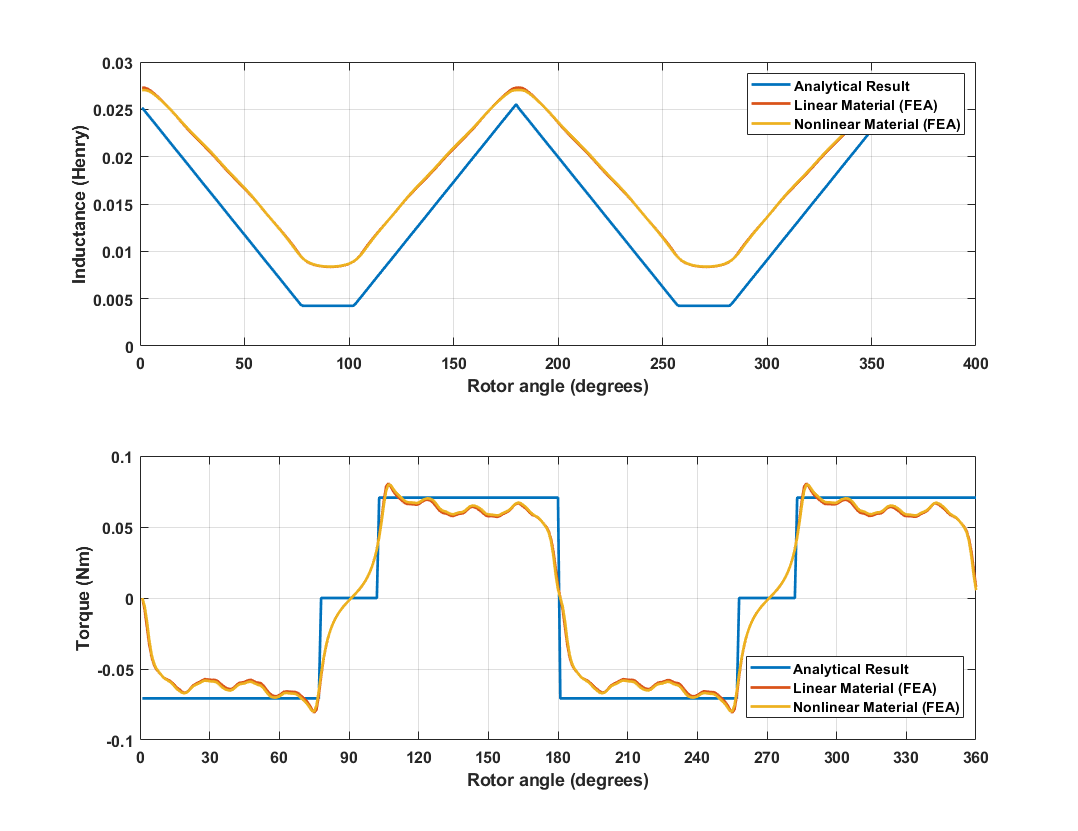 0.03
0.025
0.02
0.015
0.01
0.005
0
Inductance (Henry)
Analytical Result
Linear Material (FEA)
Nonlinear Material (FEA)
0 50 100 150 200 250 300 350 400
Rotor angle (degrees)
0.1
0.05
0
-0.05
-0.1
Torque (Nm)
Analytical Result
Linear Material (FEA)
Nonlinear Material (FEA)
0 30 60 90 120 150 180 210 240 270 300 330 360
Rotor angle (degrees)